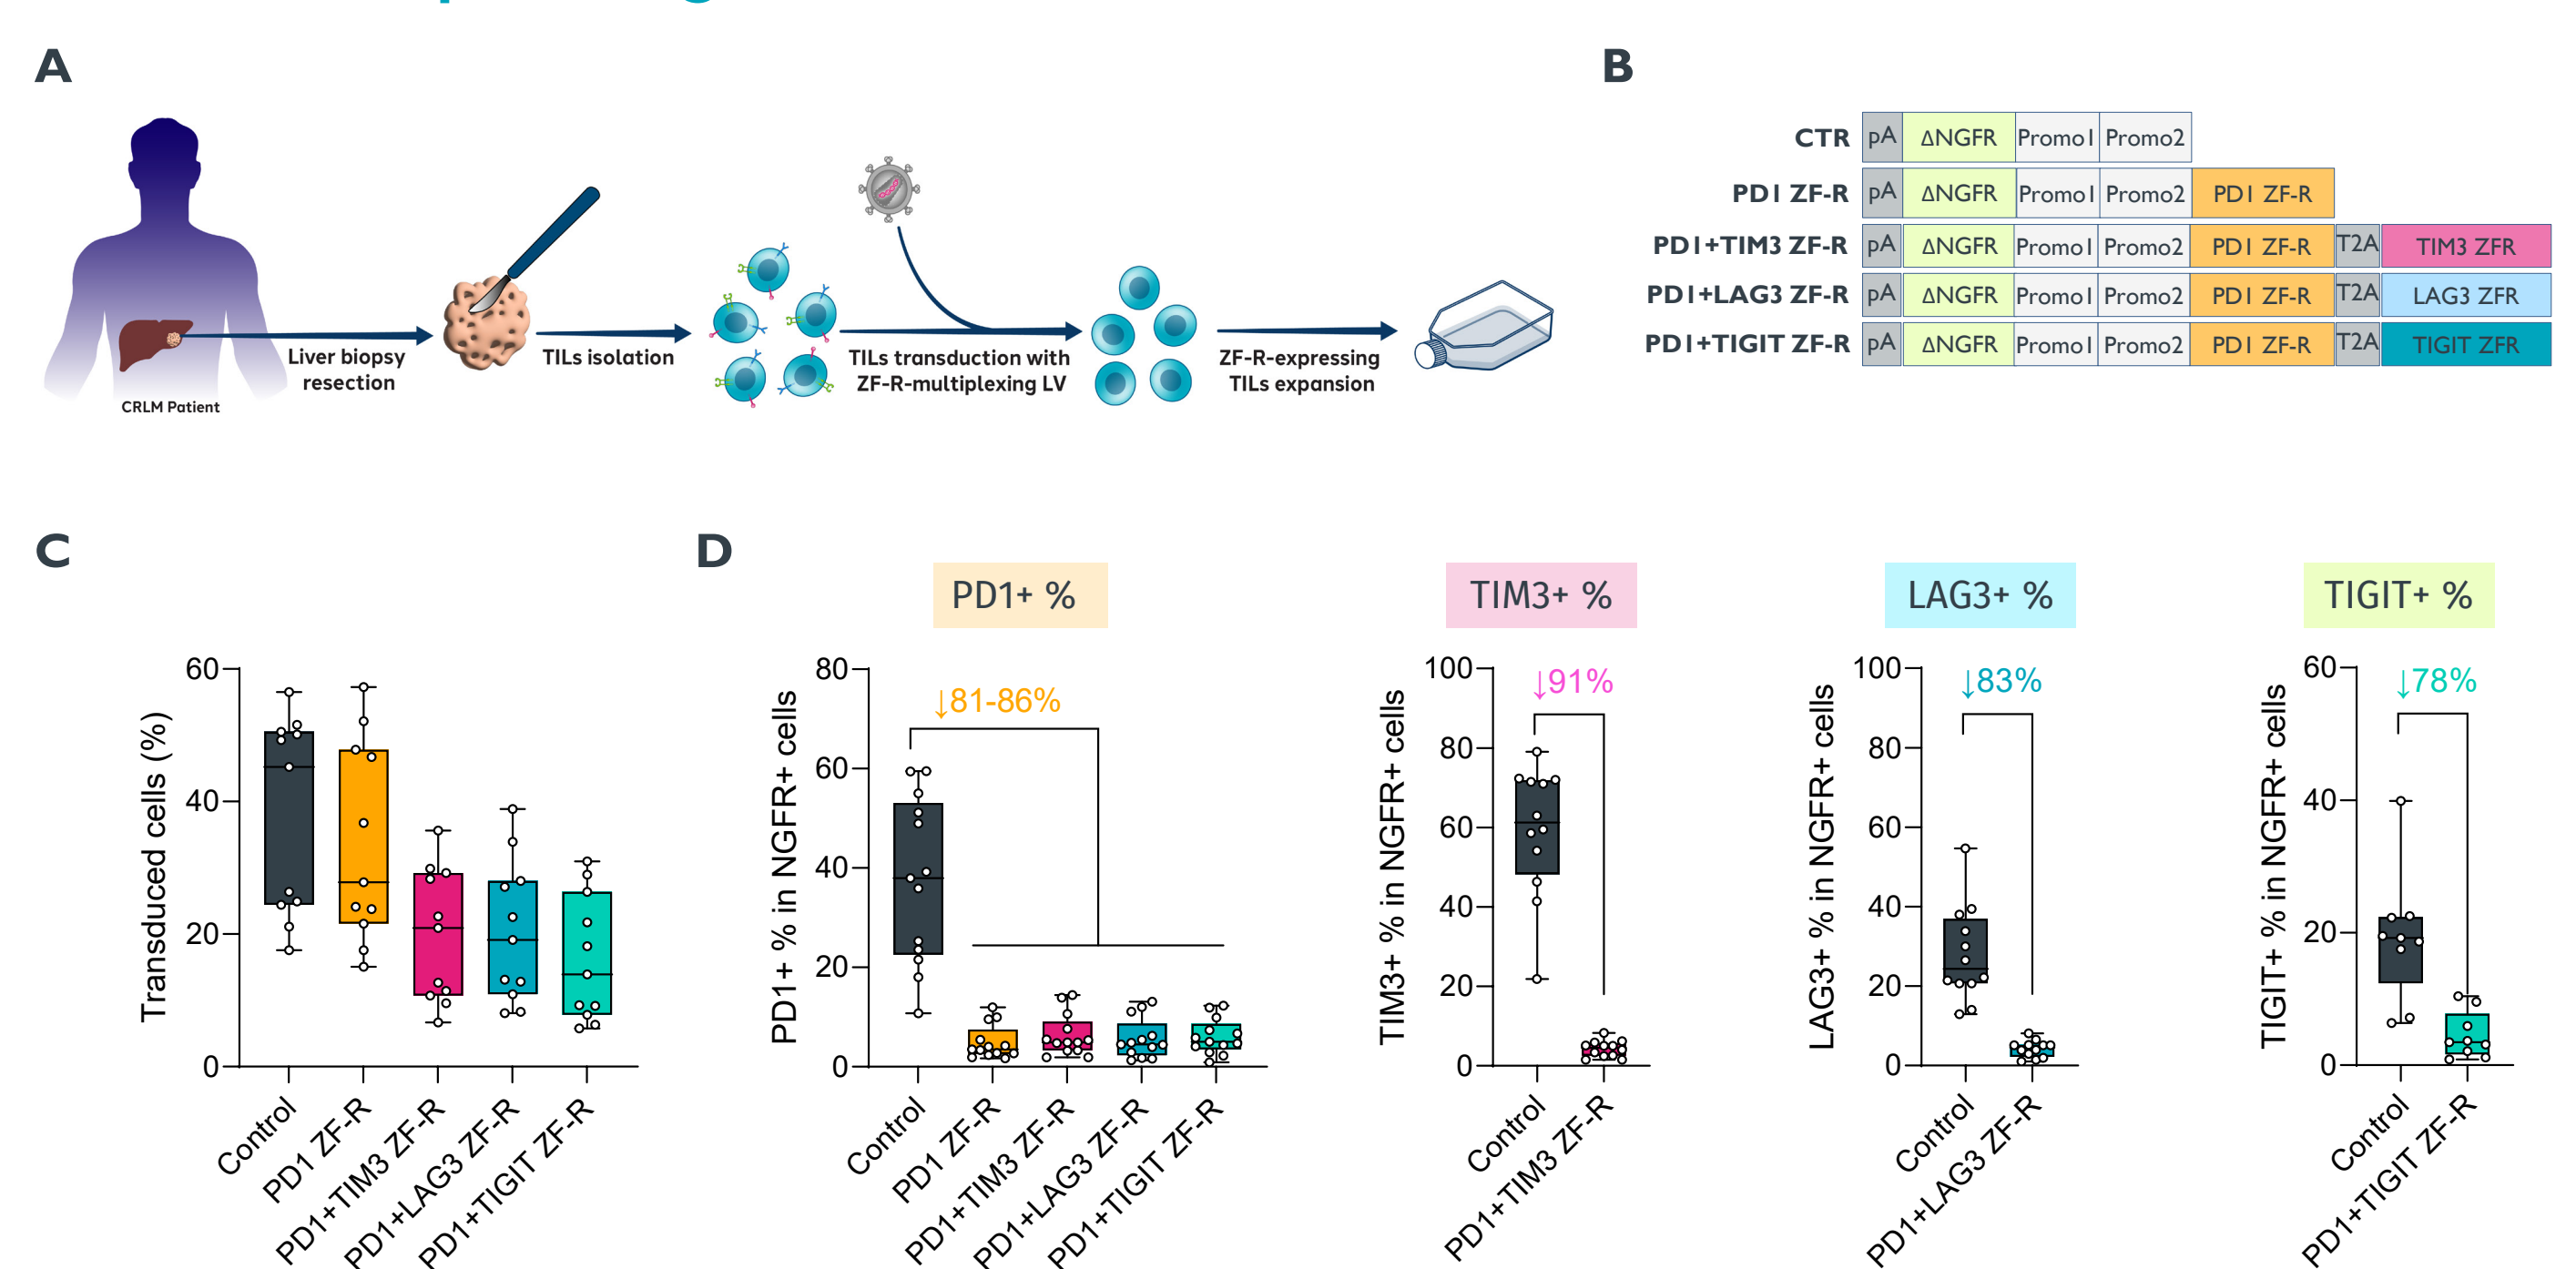 A
Liver biopsy
resection
CRLM Patient
TILs isolation
TILs transduction with
ZF-R-multiplexing LV
ZF-R-expressing
TILs expansion
B
CTR pA ΔNGFR Promo1 Promo2
PD1 ZF-R pA ΔNGFR Promo1 Promo2 PD1 ZF-R
PD1+TIM3 ZF-R pA ΔNGFR Promo1 Promo2 PD1 ZF-R T2A TIM3 ZFR
PD1+LAG3 ZF-R pA ΔNGFR Promo1 Promo2 PD1 ZF-R T2A LAG3 ZFR
PD1+TIGIT ZF-R pA ΔNGFR Promo1 Promo2 PD1 ZF-R T2A TIGIT ZFR
C
Transduced cells (%)
60
40
20
0
Control
PD1 ZF-R
PD1+TIM3 ZF-R
PD1+LAG3 ZF-R
PD1+TIGIT ZF-R
D
PD1+ %
PD1+ % in NGFR+ cells
80
60
40
20
0
↓81-86%
Control
PD1 ZF-R
PD1+TIM3 ZF-R
PD1+LAG3 ZF-R
PD1+TIGIT ZF-R
TIM3+ %
TIM3+ % in NGFR+ cells
100
80
60
40
20
0
↓91%
Control
PD1+TIM3 ZF-R
LAG3+ %
LAG3+ % in NGFR+ cells
100
80
60
40
20
0
↓83%
Control
PD1+LAG3 ZF-R
TIGIT+ %
TIGIT+ % in NGFR+ cells
60
40
20
0
↓78%
Control
PD1+TIGIT ZF-R